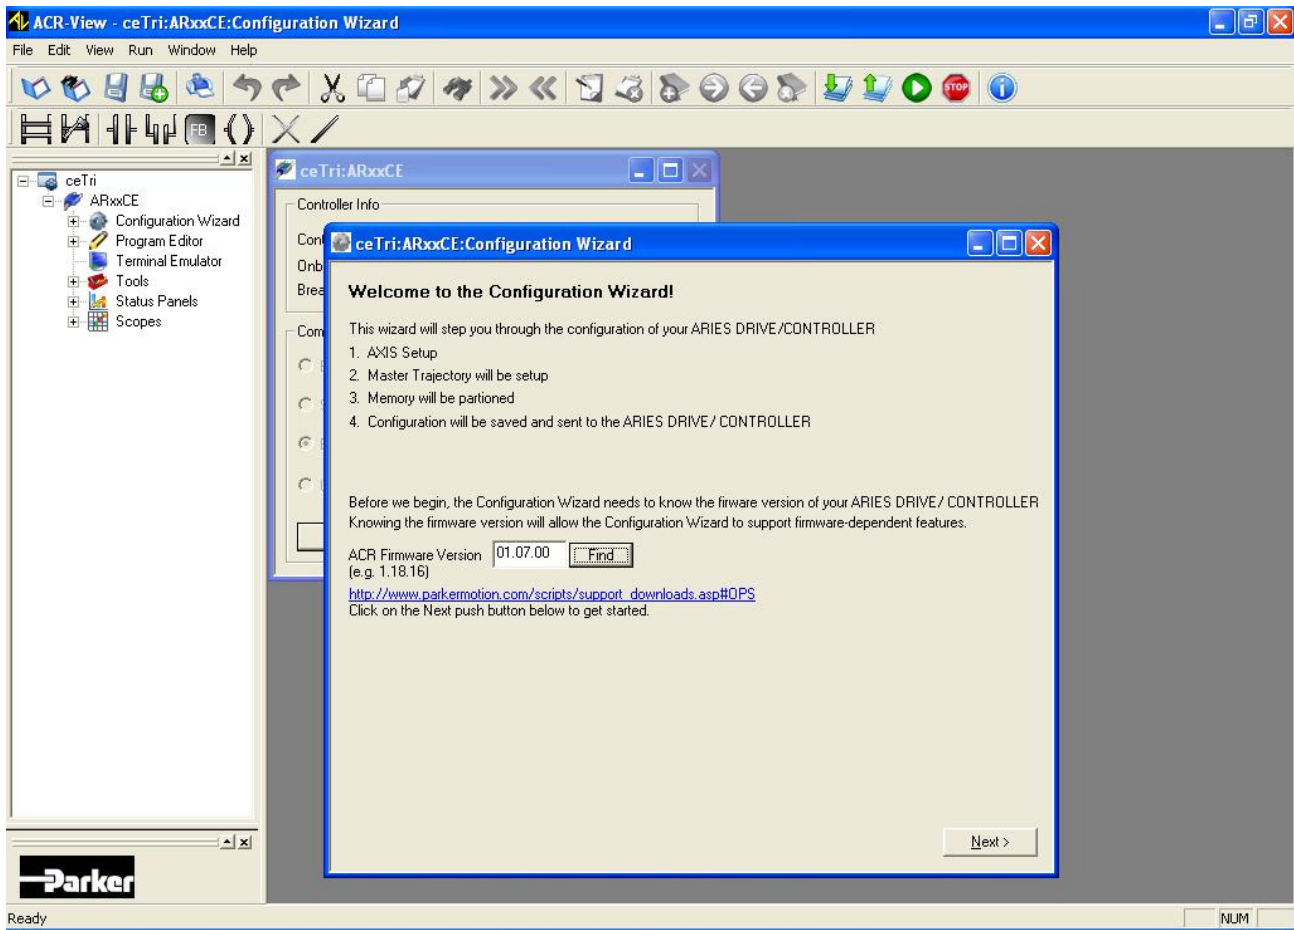 ACR-View - ceTri:ARxxCE:Configuration Wizard
File Edit View Run Window Help
STOP
FB
ceTri
ARxxCE
Configuration Wizard
Program Editor
Terminal Emulator
Tools
Status Panels
Scopes
ceTri:ARxxCE
Controller Info
ceTri:ARxxCE:Configuration Wizard
Welcome to the Configuration Wizard!
This wizard will step you through the configuration of your ARIES DRIVE/CONTROLLER
1. AXIS Setup
2. Master Trajectory will be setup
3. Memory will be partioned
4. Configuration will be saved and sent to the ARIES DRIVE/ CONTROLLER
Before we begin, the Configuration Wizard needs to know the firware version of your ARIES DRIVE/ CONTROLLER
Knowing the firmware version will allow the Configuration Wizard to support firmware-dependent features.
ACR Firmware Version 01.07.00 Find
(e.g. 1.18.16)
http://www.parkermotion.com/scripts/support_downloads.asp#OPS
Click on the Next push button below to get started.
Next >
Parker
Ready NUM